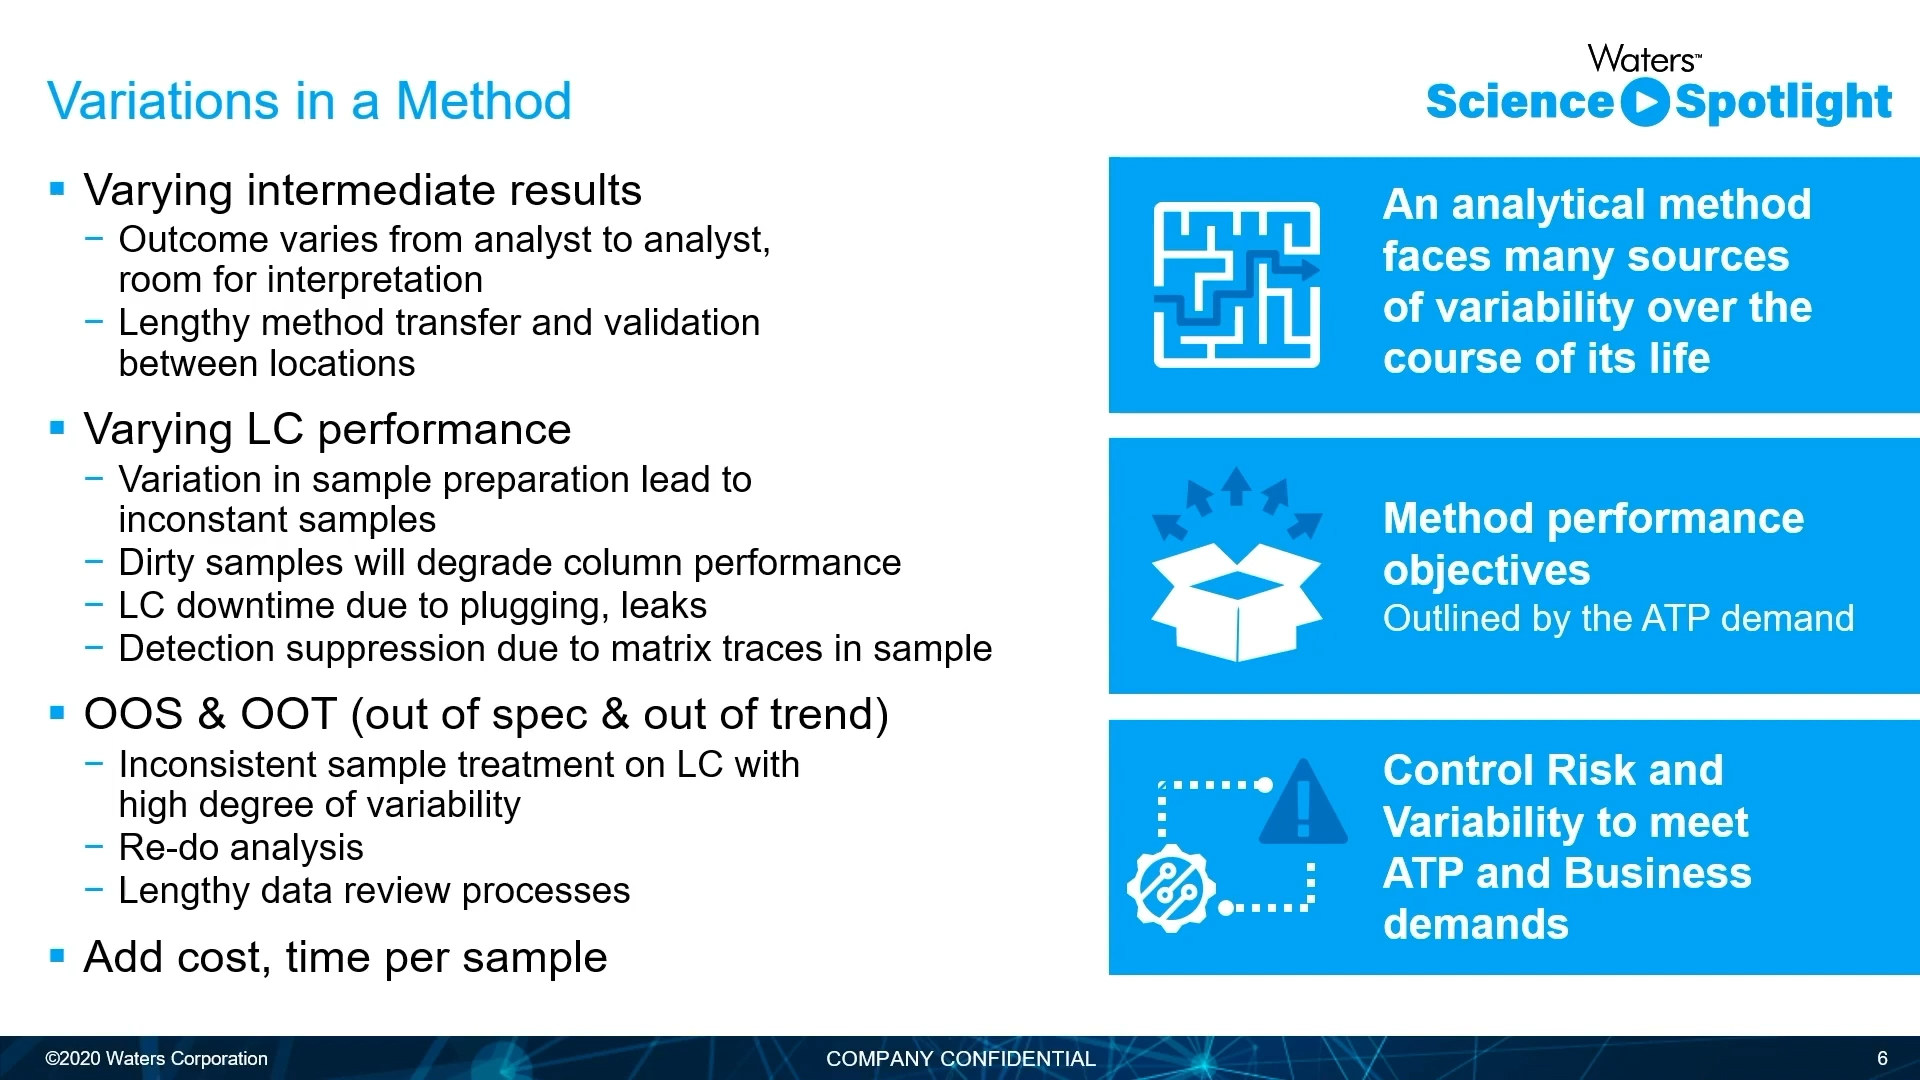 Waters™
Science Spotlight
Variations in a Method
▪ Varying intermediate results
− Outcome varies from analyst to analyst,
room for interpretation
− Lengthy method transfer and validation
between locations
▪ Varying LC performance
− Variation in sample preparation lead to
inconstant samples
− Dirty samples will degrade column performance
− LC downtime due to plugging, leaks
− Detection suppression due to matrix traces in sample
▪ OOS & OOT (out of spec & out of trend)
− Inconsistent sample treatment on LC with
high degree of variability
− Re-do analysis
− Lengthy data review processes
▪ Add cost, time per sample
An analytical method
faces many sources
of variability over the
course of its life
Method performance
objectives
Outlined by the ATP demand
Control Risk and
Variability to meet
ATP and Business
demands
©2020 Waters Corporation
COMPANY CONFIDENTIAL
6